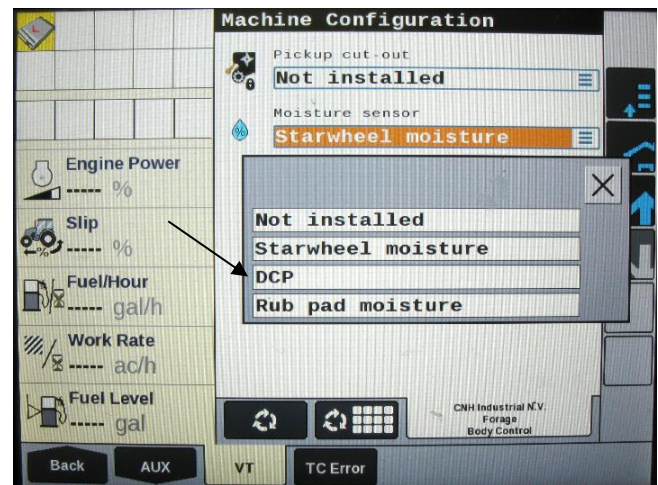 Machine Configuration
Pickup cut-out
Not installed
Moisture sensor
%
Starwheel moisture
Not installed
Starwheel moisture
DCP
Rub pad moisture
L
Engine Power
----- %
Slip
%
----- %
Fuel/Hour
----- gal/h
Work Rate
----- ac/h
Fuel Level
----- gal
CNH Industrial N.V.
Forage
Body Control
Back
AUX
VT
TC Error